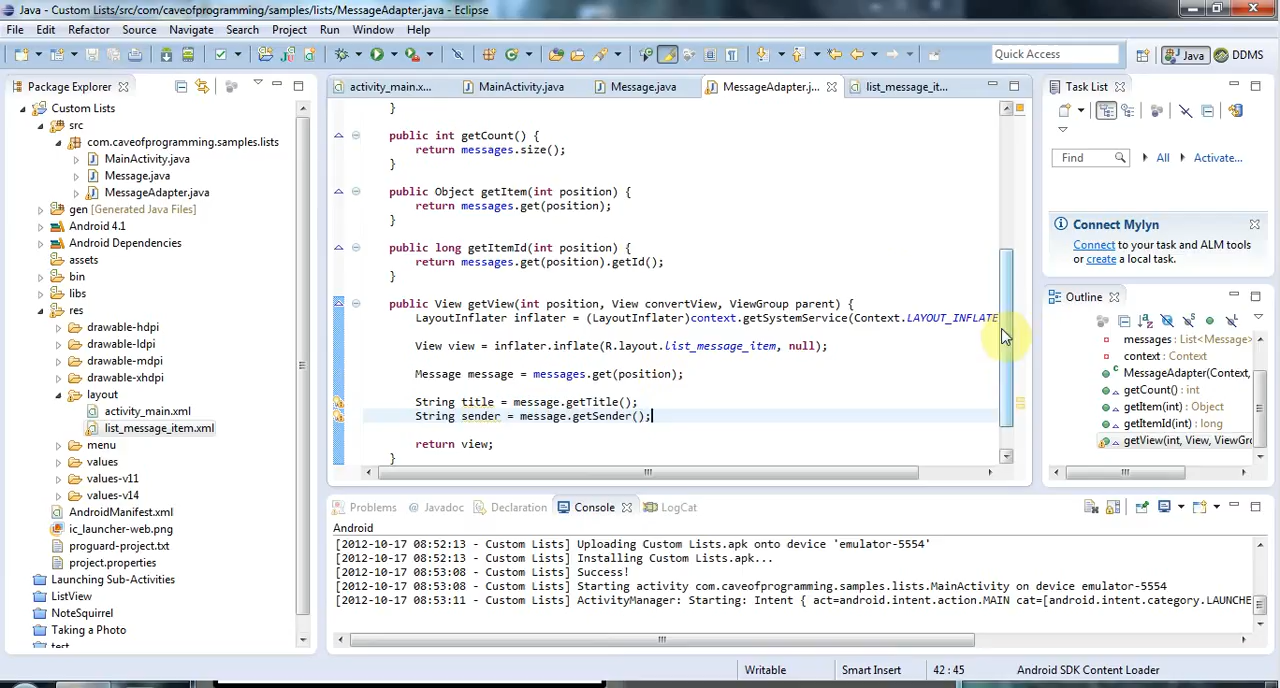 Java - Custom Lists/src/com/caveofprogramming/samples/lists/MessageAdapter.java - Eclipse
File Edit Refactor Source Navigate Search Project Run Window Help
Quick Access
Java
DDMS
Package Explorer
Custom Lists
src
com.caveofprogramming.samples.lists
MainActivity.java
Message.java
MessageAdapter.java
gen [Generated Java Files]
Android 4.1
Android Dependencies
assets
bin
libs
res
drawable-hdpi
drawable-ldpi
drawable-mdpi
drawable-xhdpi
layout
activity_main.xml
list_message_item.xml
menu
values
values-v11
values-v14
AndroidManifest.xml
ic_launcher-web.png
proguard-project.txt
project.properties
Launching Sub-Activities
ListView
NoteSquirrel
Taking a Photo
test
activity_main.x...
MainActivity.java
Message.java
MessageAdapter.j...
list_message_it...
}
public int getCount() {
return messages.size();
}
public Object getItem(int position) {
return messages.get(position);
}
public long getItemId(int position) {
return messages.get(position).getId();
}
public View getView(int position, View convertView, ViewGroup parent) {
LayoutInflater inflater = (LayoutInflater)context.getSystemService(Context.LAYOUT_INFLATE
View view = inflater.inflate(R.layout.list_message_item, null);
Message message = messages.get(position);
String title = message.getTitle();
String sender = message.getSender();
return view;
}
Task List
Find
All
Activate...
Connect Mylyn
Connect to your task and ALM tools
or create a local task.
Outline
messages: List<Message>
context: Context
MessageAdapter(Context,
getCount(): int
getItem(int): Object
getItemId(int): long
getView(int, View, ViewGro
Problems
@ Javadoc
Declaration
Console
LogCat
Android
[2012-10-17 08:52:13 - Custom Lists] Uploading Custom Lists.apk onto device 'emulator-5554'
[2012-10-17 08:52:13 - Custom Lists] Installing Custom Lists.apk...
[2012-10-17 08:53:08 - Custom Lists] Success!
[2012-10-17 08:53:08 - Custom Lists] Starting activity com.caveofprogramming.samples.lists.MainActivity on device emulator-5554
[2012-10-17 08:53:11 - Custom Lists] ActivityManager: Starting: Intent { act=android.intent.action.MAIN cat=[android.intent.category.LAUNCHE
Writable
Smart Insert
42 : 45
Android SDK Content Loader